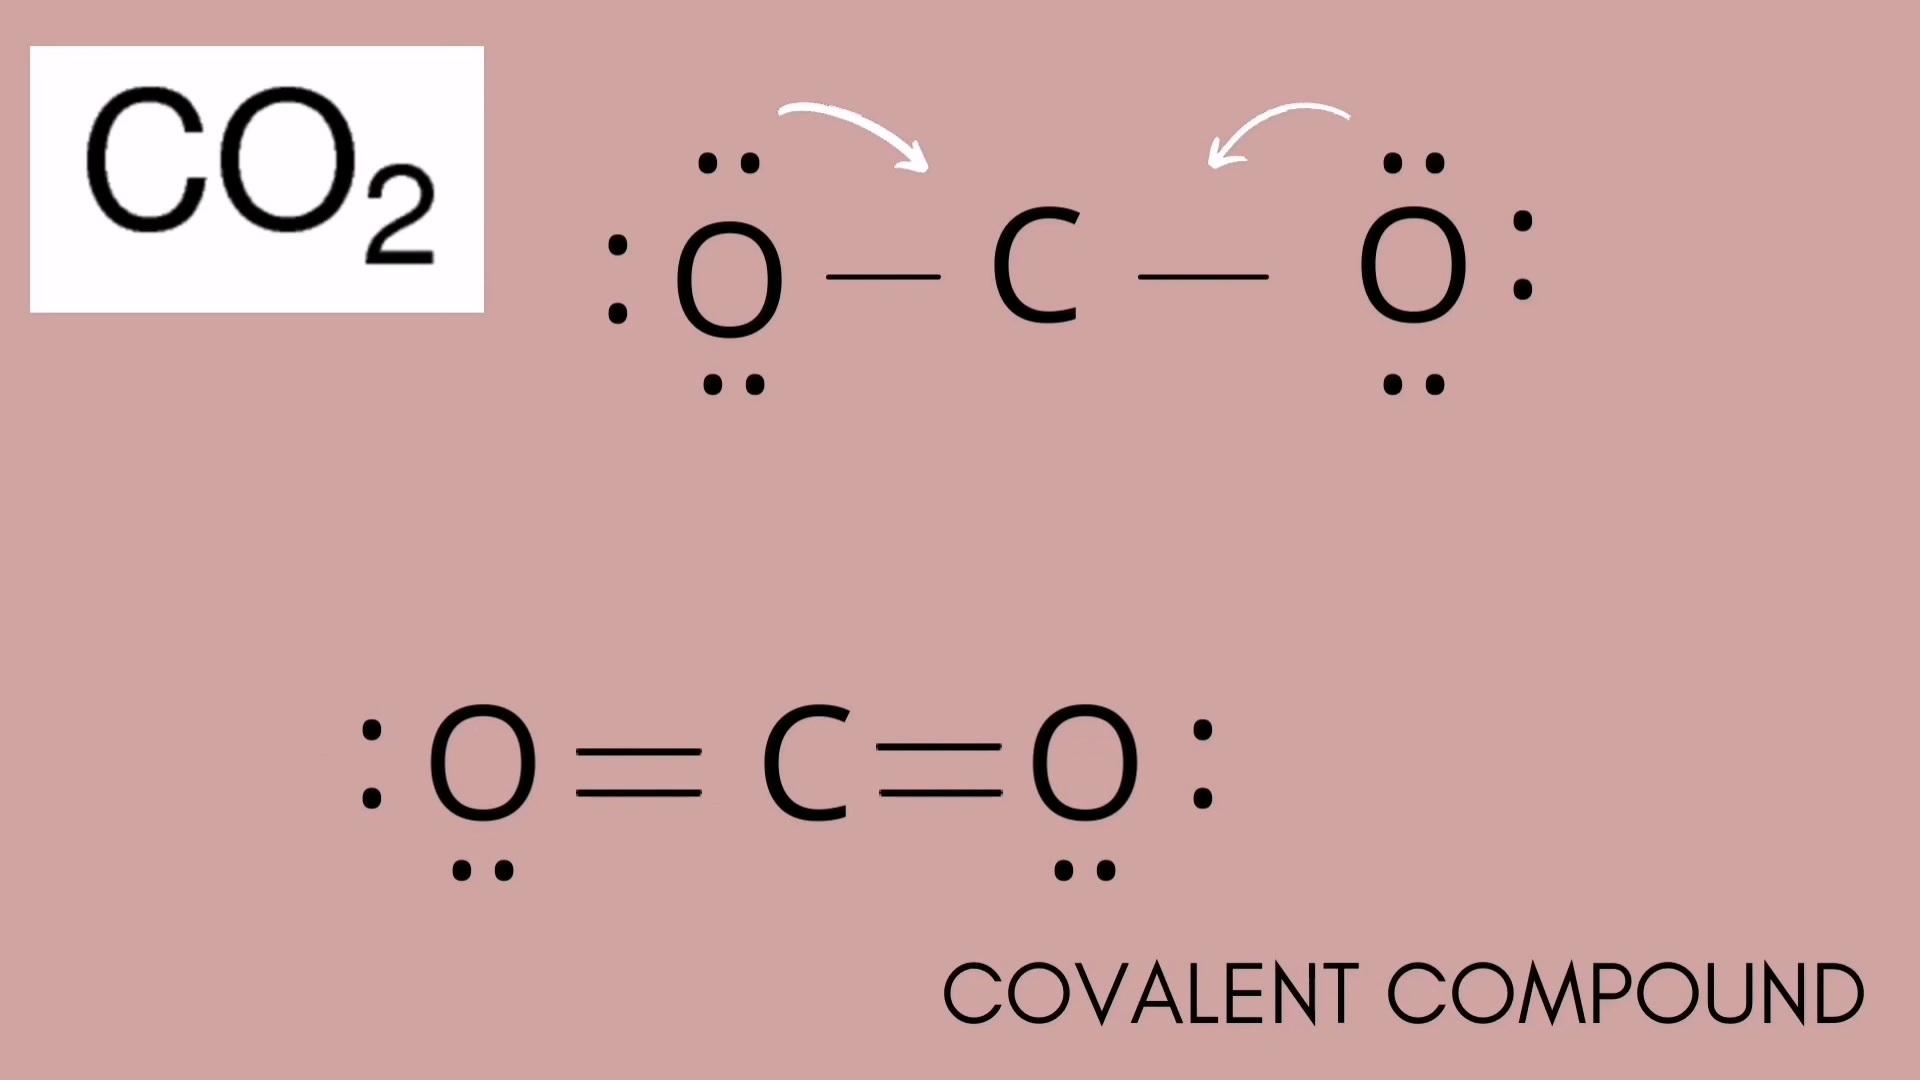 CO₂
O — C — O
O = C = O
COVALENT COMPOUND